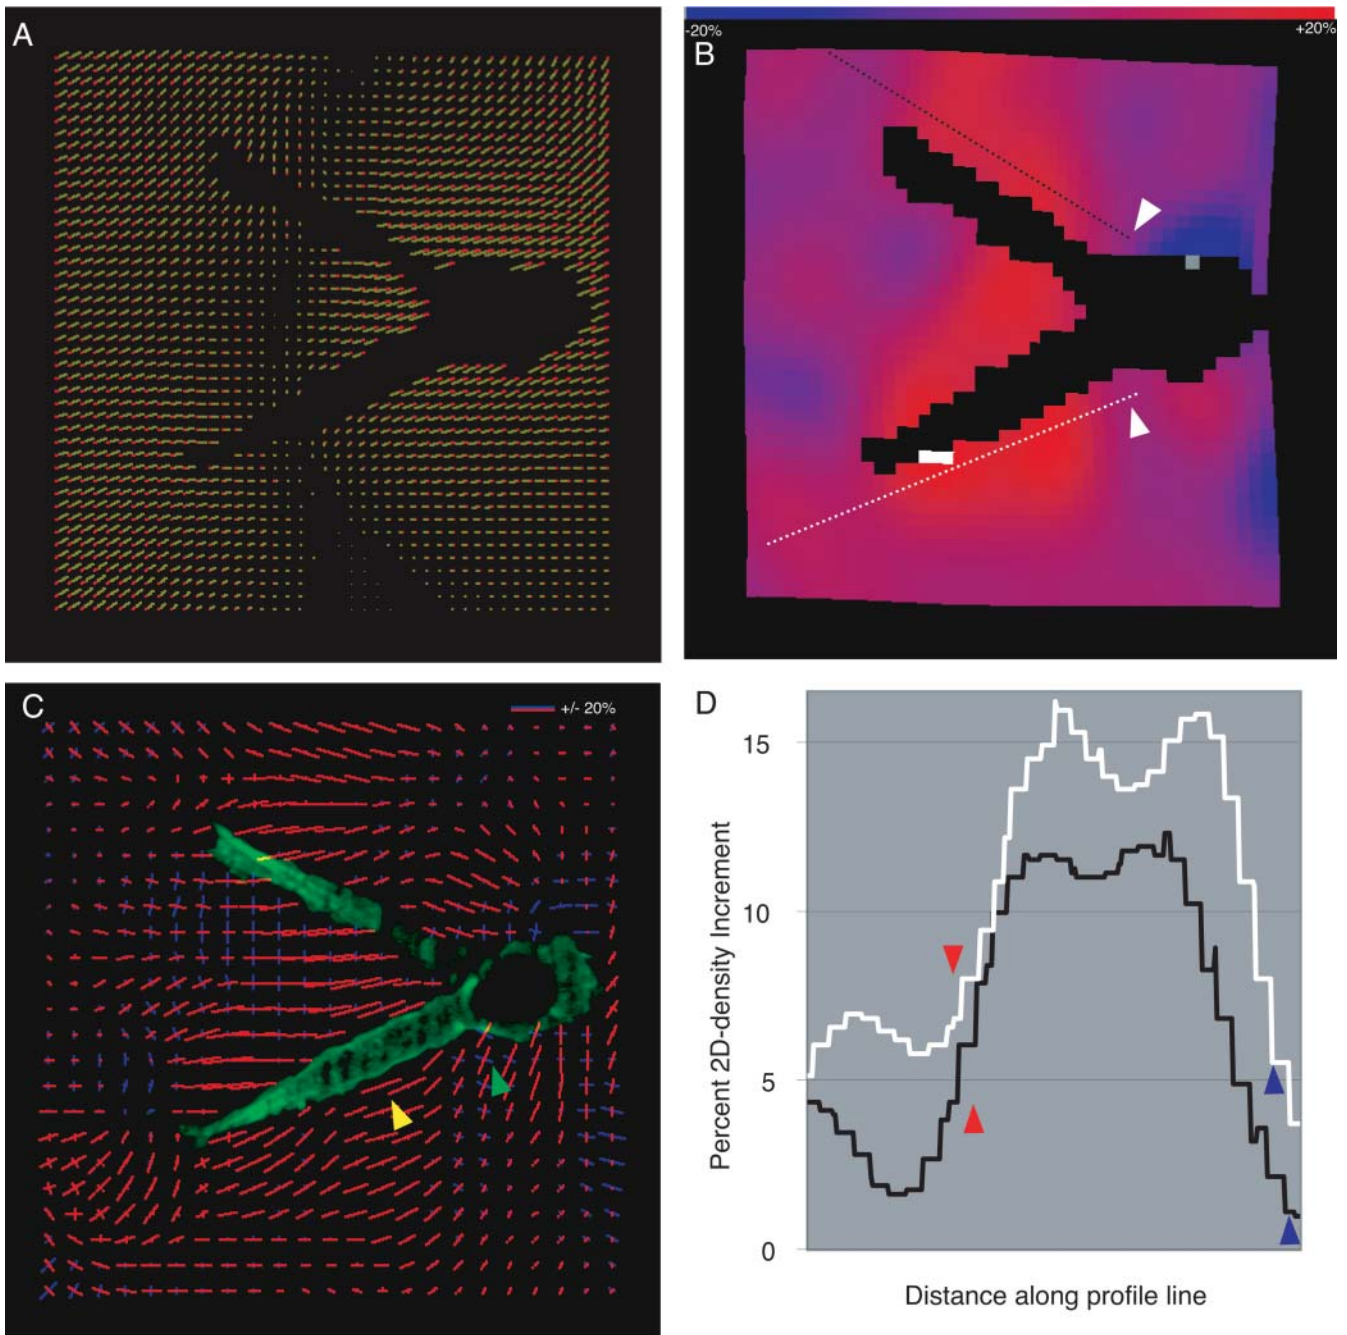 A
-20%
+20%
B
C
+/- 20%
D
15
10
5
0
Percent 2D-density Increment
Distance along profile line